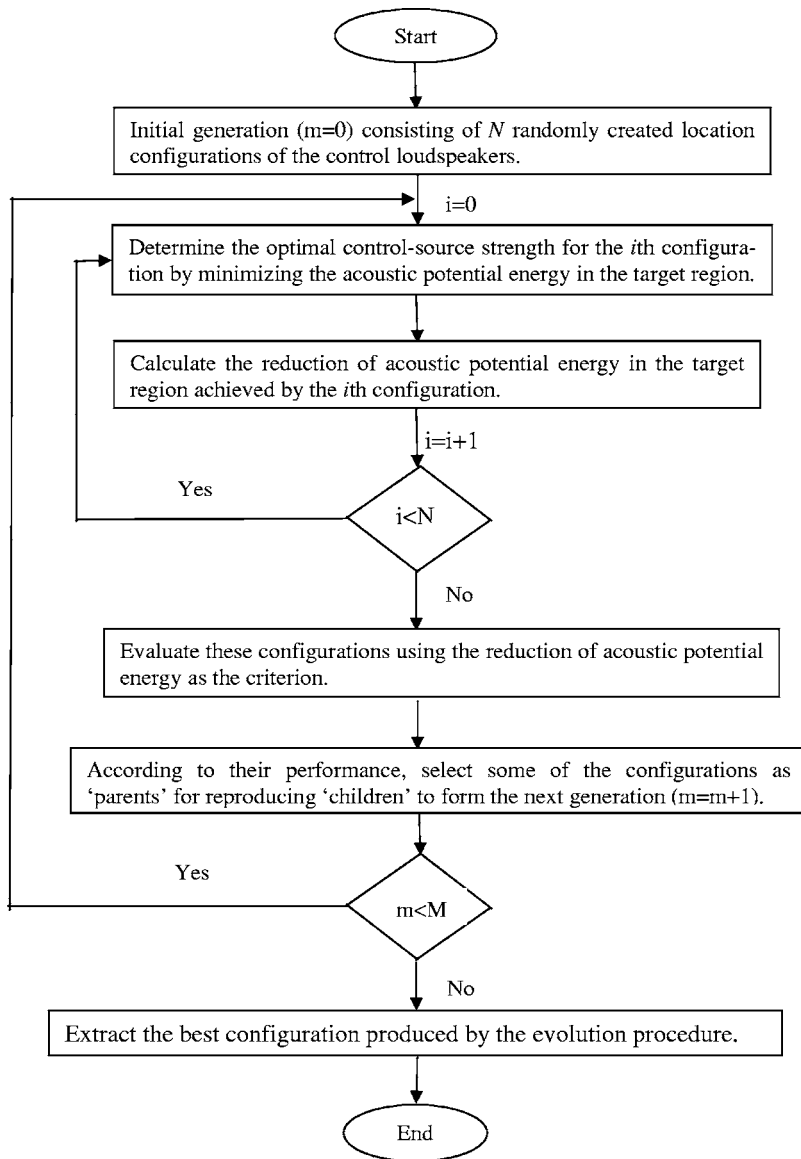 Start
Initial generation (m=0) consisting of N randomly created location
configurations of the control loudspeakers.
i=0
Determine the optimal control-source strength for the ith configura-
tion by minimizing the acoustic potential energy in the target region.
Calculate the reduction of acoustic potential energy in the target
region achieved by the ith configuration.
i=i+1
Yes
i<N
No
Evaluate these configurations using the reduction of acoustic potential
energy as the criterion.
According to their performance, select some of the configurations as
‘parents’ for reproducing ‘children’ to form the next generation (m=m+1).
Yes
m<M
No
Extract the best configuration produced by the evolution procedure.
End